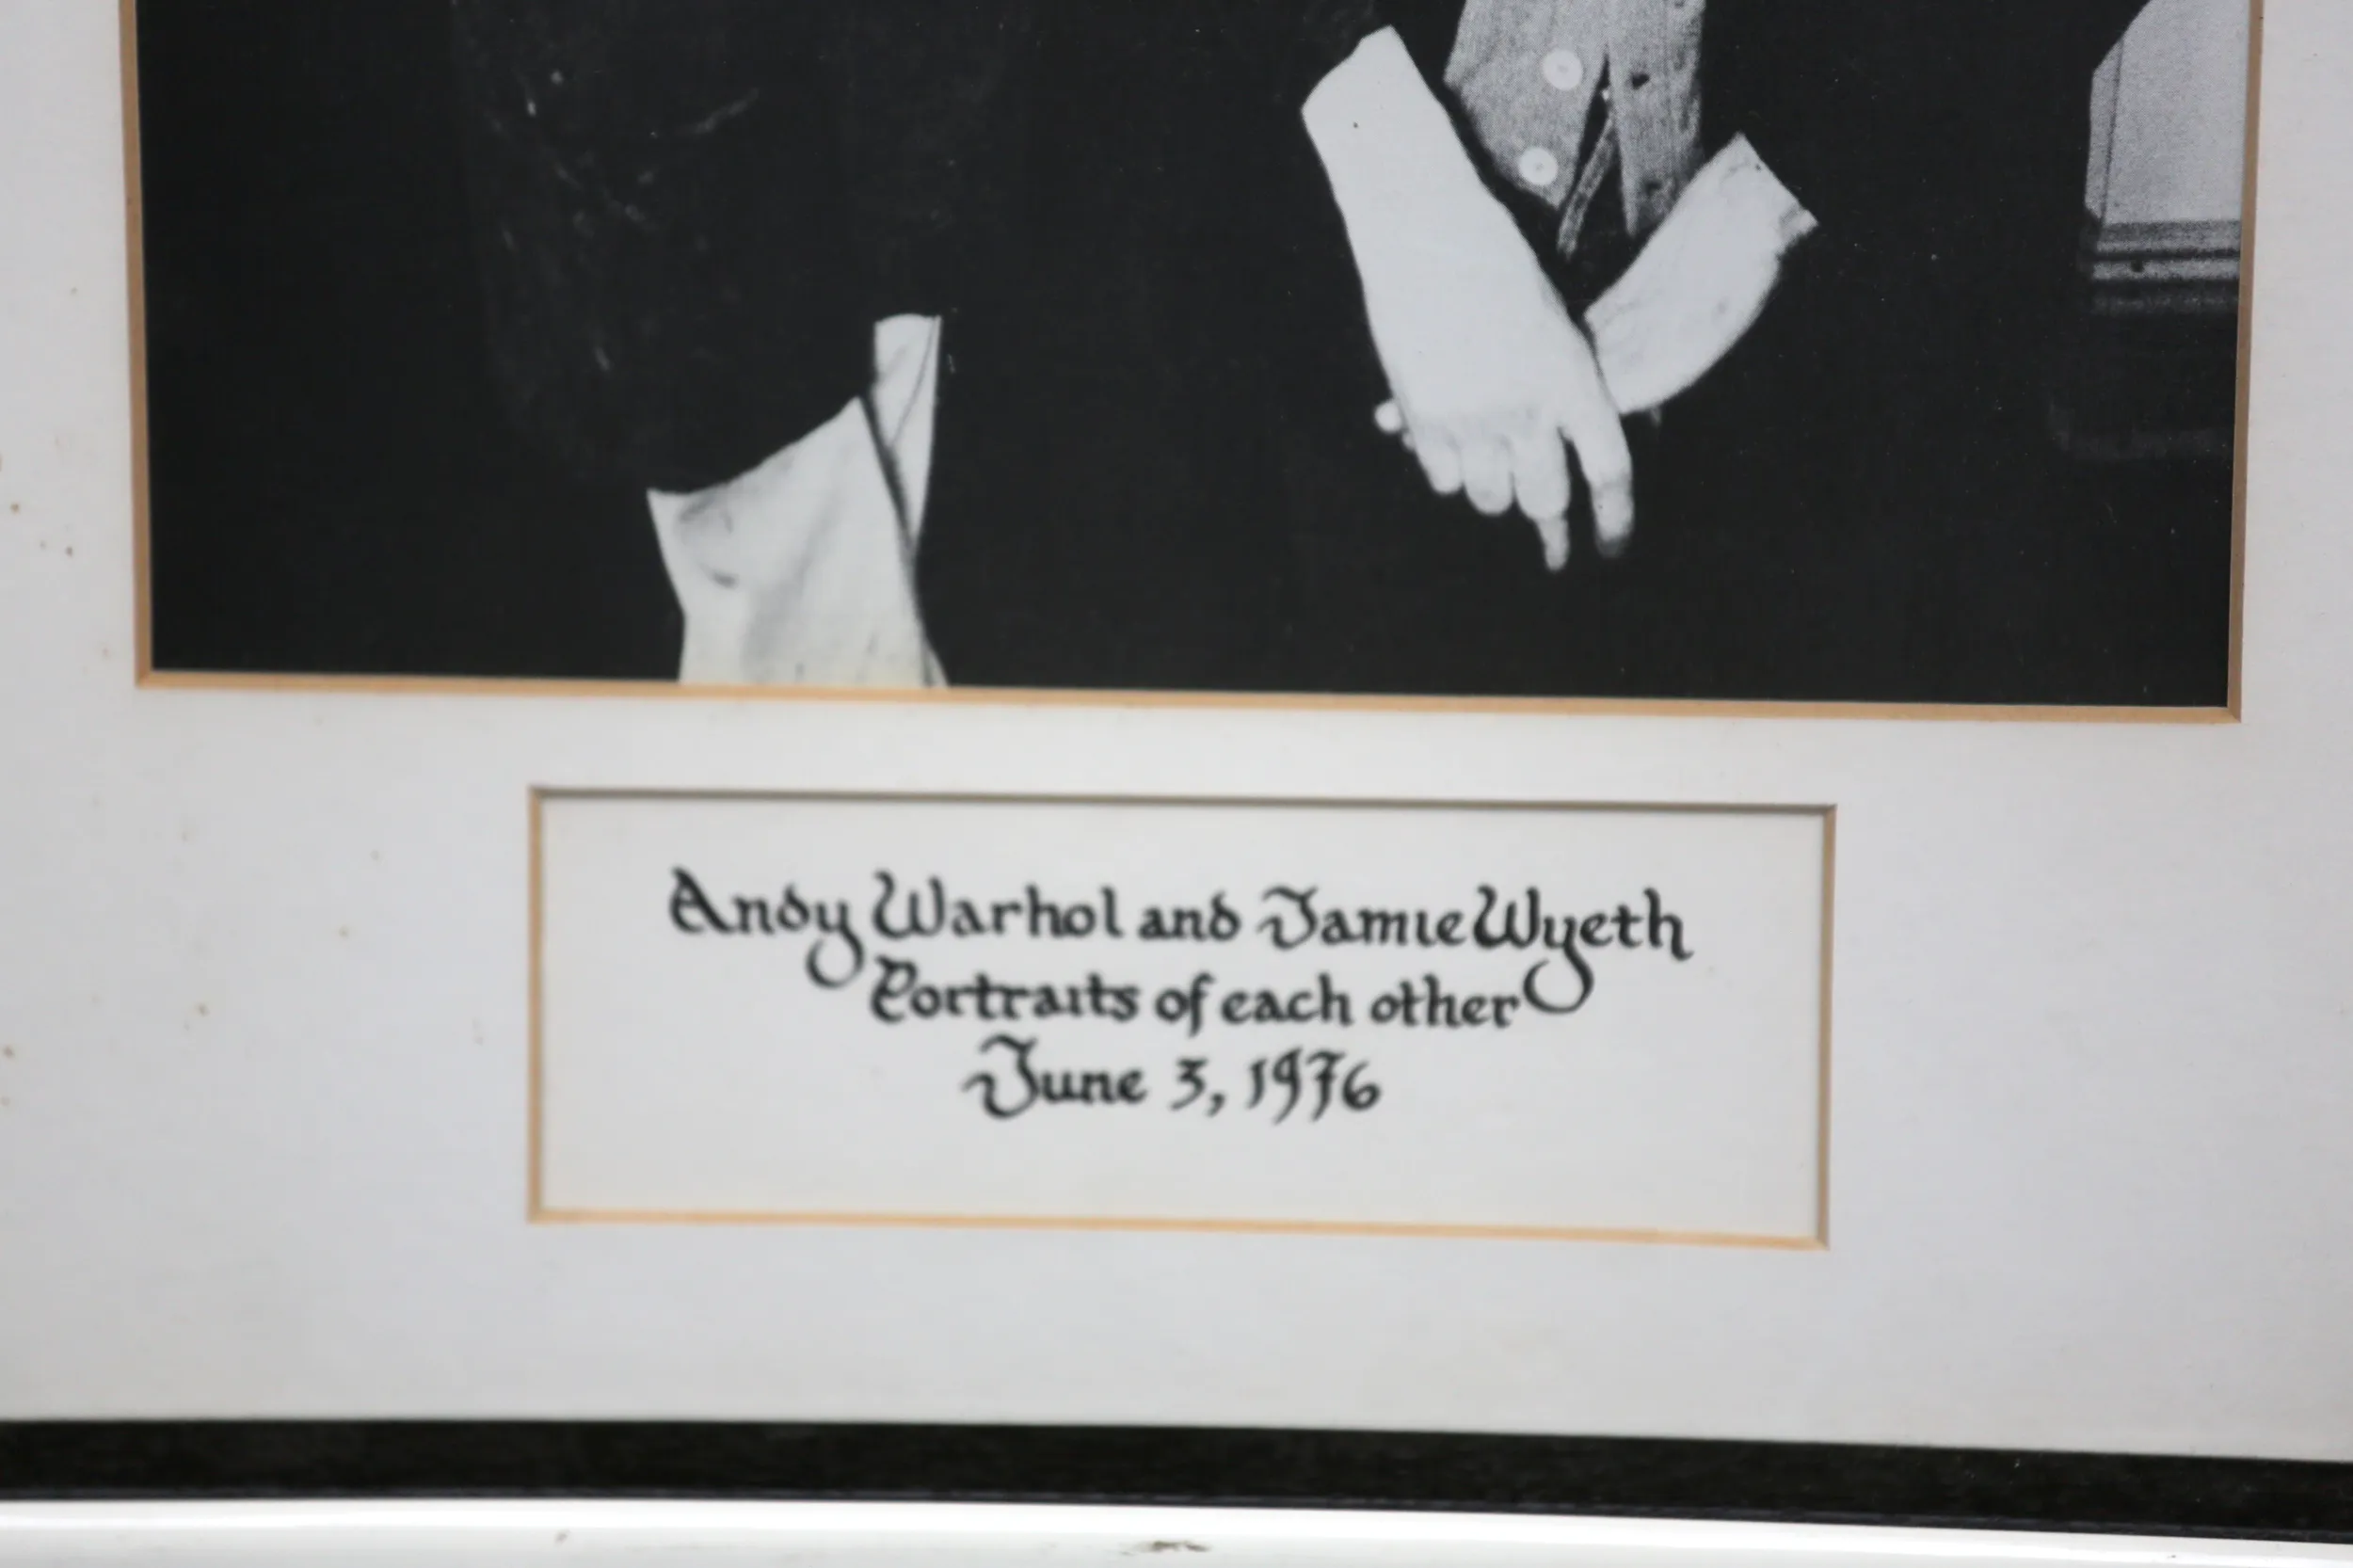 Andy Warhol and Jamie Wyeth
Portraits of each other
June 3, 1976